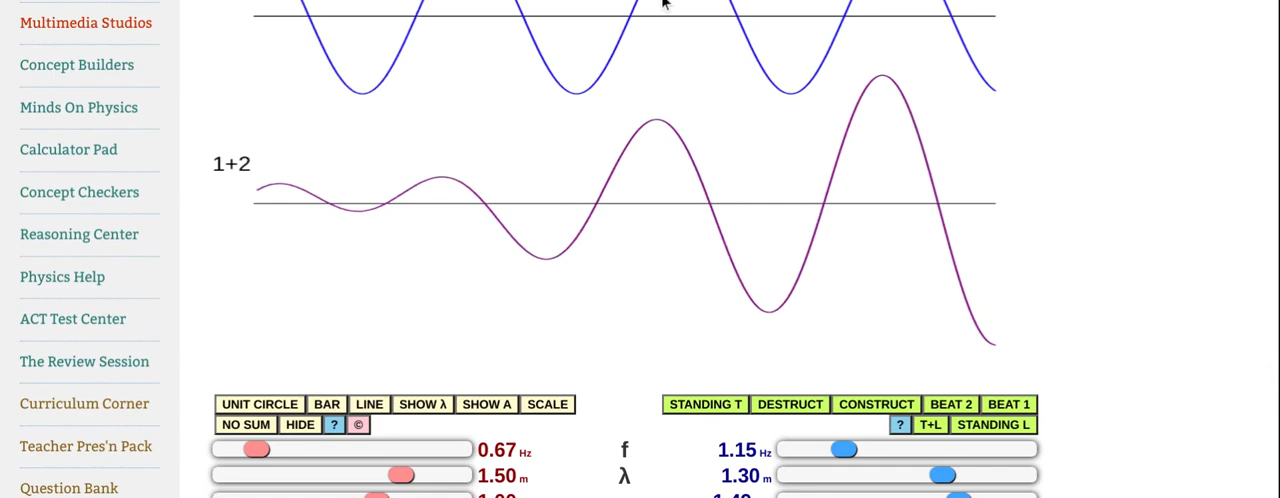 Multimedia Studios
Concept Builders
Minds On Physics
Calculator Pad
Concept Checkers
Reasoning Center
Physics Help
ACT Test Center
The Review Session
Curriculum Corner
Teacher Pres'n Pack
Question Bank
1+2
UNIT CIRCLE BAR LINE SHOW λ SHOW A SCALE
NO SUM HIDE ? ©
STANDING T DESTRUCT CONSTRUCT BEAT 2 BEAT 1
? T+L STANDING L
0.67 Hz f 1.15 Hz
1.50 m λ 1.30 m